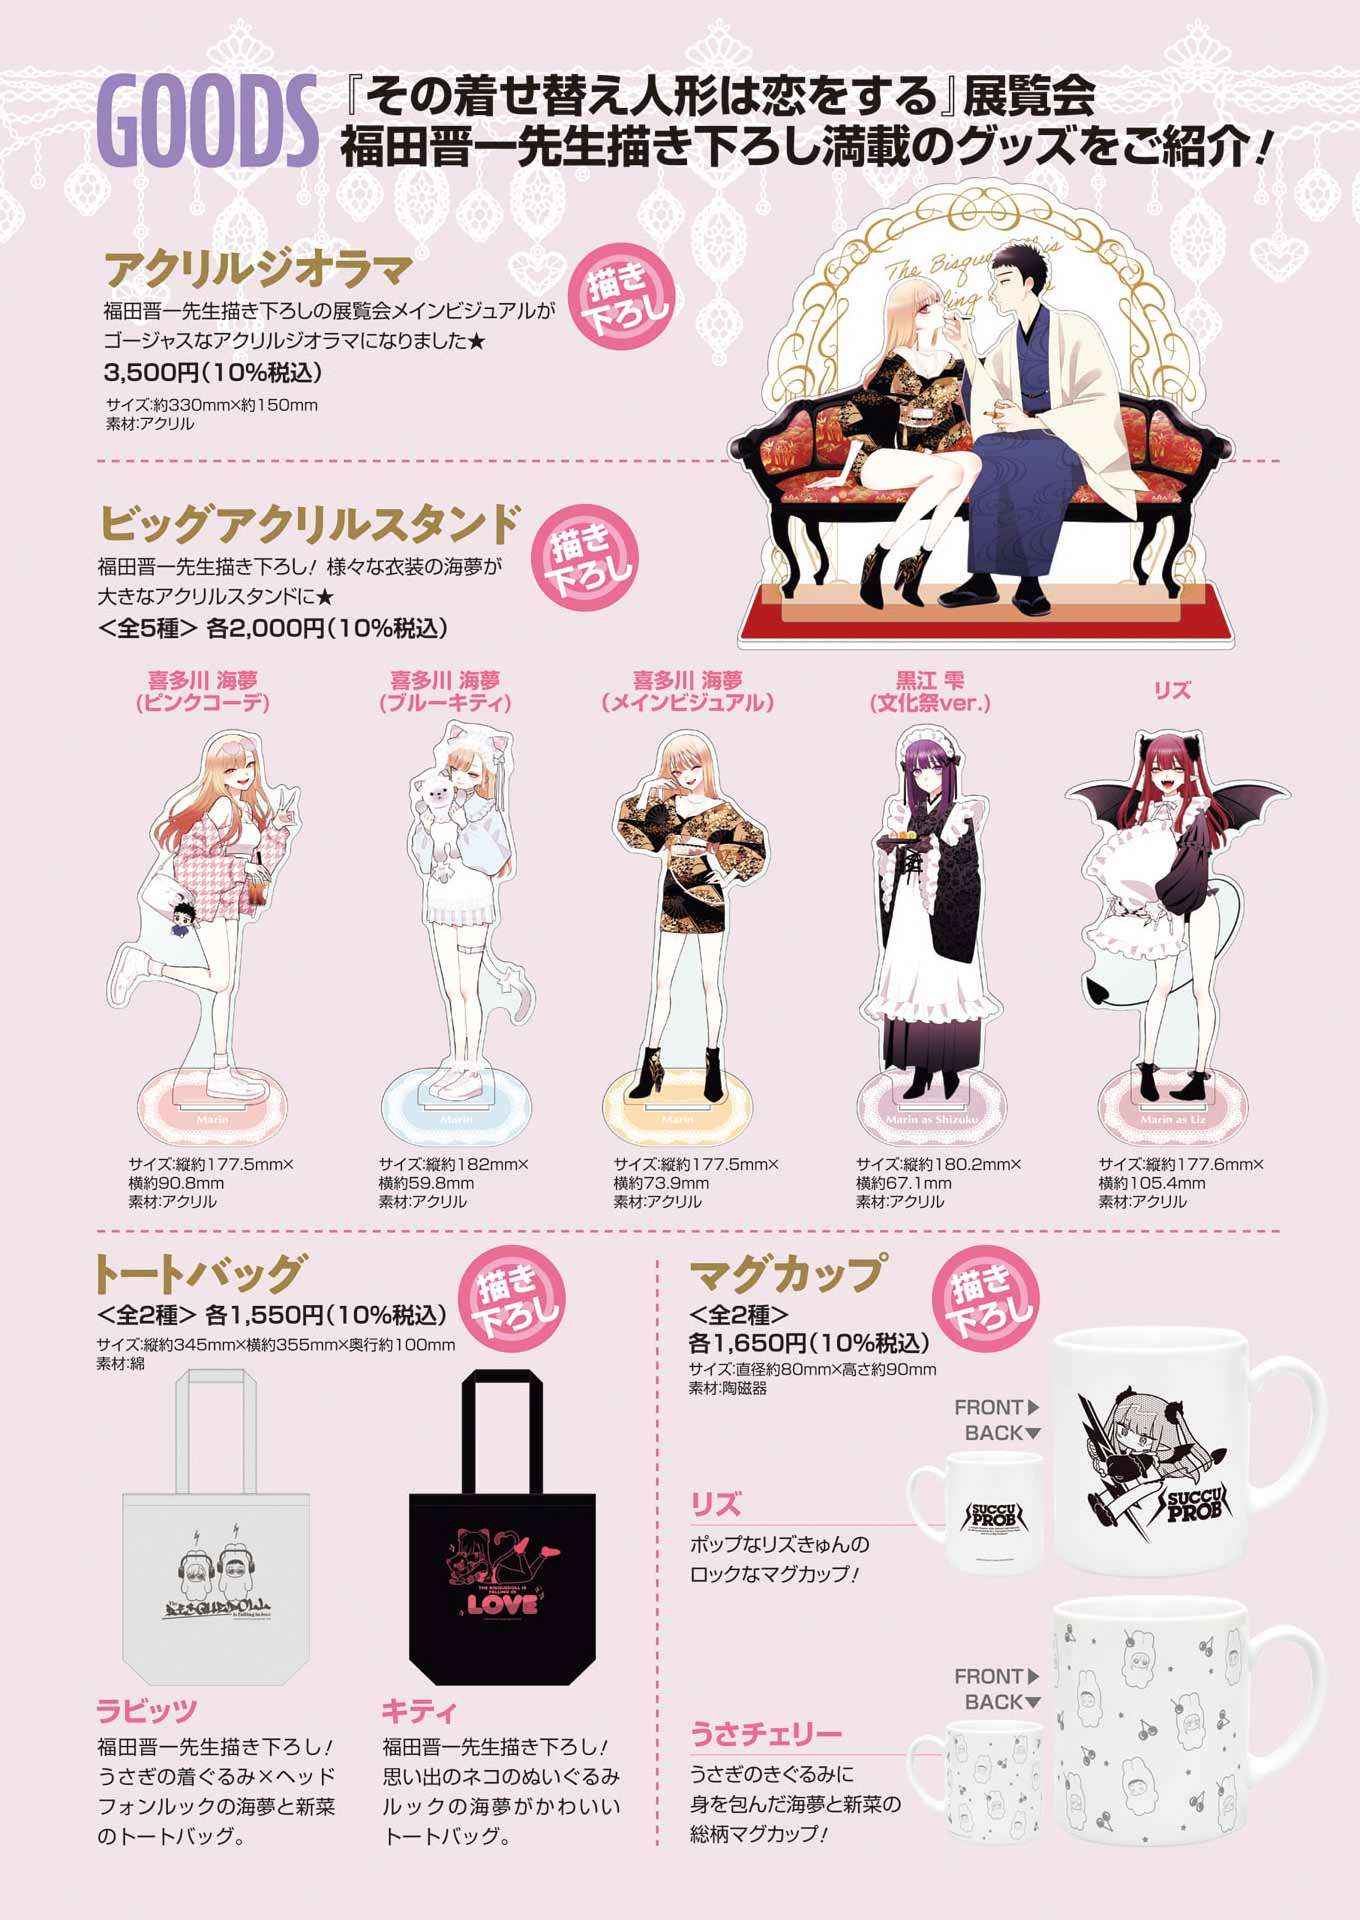 GOODS
『その着せ替え人形は恋をする』展覧会
福田晋一先生描き下ろし満載のグッズをご紹介!
アクリルジオラマ
描き
下ろし
福田晋一先生描き下ろしの展覧会メインビジュアルが
ゴージャスなアクリルジオラマになりました★
3,500円(10%税込)
サイズ:約330mm×約150mm
素材:アクリル
The Bisque
ビッグアクリルスタンド
描き
下ろし
福田晋一先生描き下ろし! 様々な衣装の海夢が
大きなアクリルスタンドに★
<全5種> 各2,000円(10%税込)
喜多川 海夢
(ピンクコーデ)
Marin
サイズ:縦約177.5mm×
横約90.8mm
素材:アクリル
喜多川 海夢
(ブルーキティ)
Marin
サイズ:縦約182mm×
横約59.8mm
素材:アクリル
喜多川 海夢
(メインビジュアル)
Marin
サイズ:縦約177.5mm×
横約73.9mm
素材:アクリル
黒江 雫
(文化祭ver.)
Marin as Shizuku
サイズ:縦約180.2mm×
横約67.1mm
素材:アクリル
リズ
Marin as Liz
サイズ:縦約177.6mm×
横約105.4mm
素材:アクリル
トートバッグ
描き
下ろし
<全2種> 各1,550円(10%税込)
サイズ:縦約345mm×横約355mm×奥行約100mm
素材:綿
is falling in love
THE BISQUEDOLL IS
FALLING IN
LOVE
ラビッツ
福田晋一先生描き下ろし!
うさぎの着ぐるみ×ヘッド
フォンルックの海夢と新菜
のトートバッグ。
キティ
福田晋一先生描き下ろし!
思い出のネコのぬいぐるみ
ルックの海夢がかわいい
トートバッグ。
マグカップ
描き
下ろし
<全2種>
各1,650円(10%税込)
サイズ:直径約80mm×高さ約90mm
素材:陶磁器
FRONT▶
BACK▼
SUCCU
PROB
SUCCU
PROB
リズ
ポップなリズきゅんの
ロックなマグカップ!
FRONT▶
BACK▼
うさチェリー
うさぎのきぐるみに
身を包んだ海夢と新菜の
総柄マグカップ!